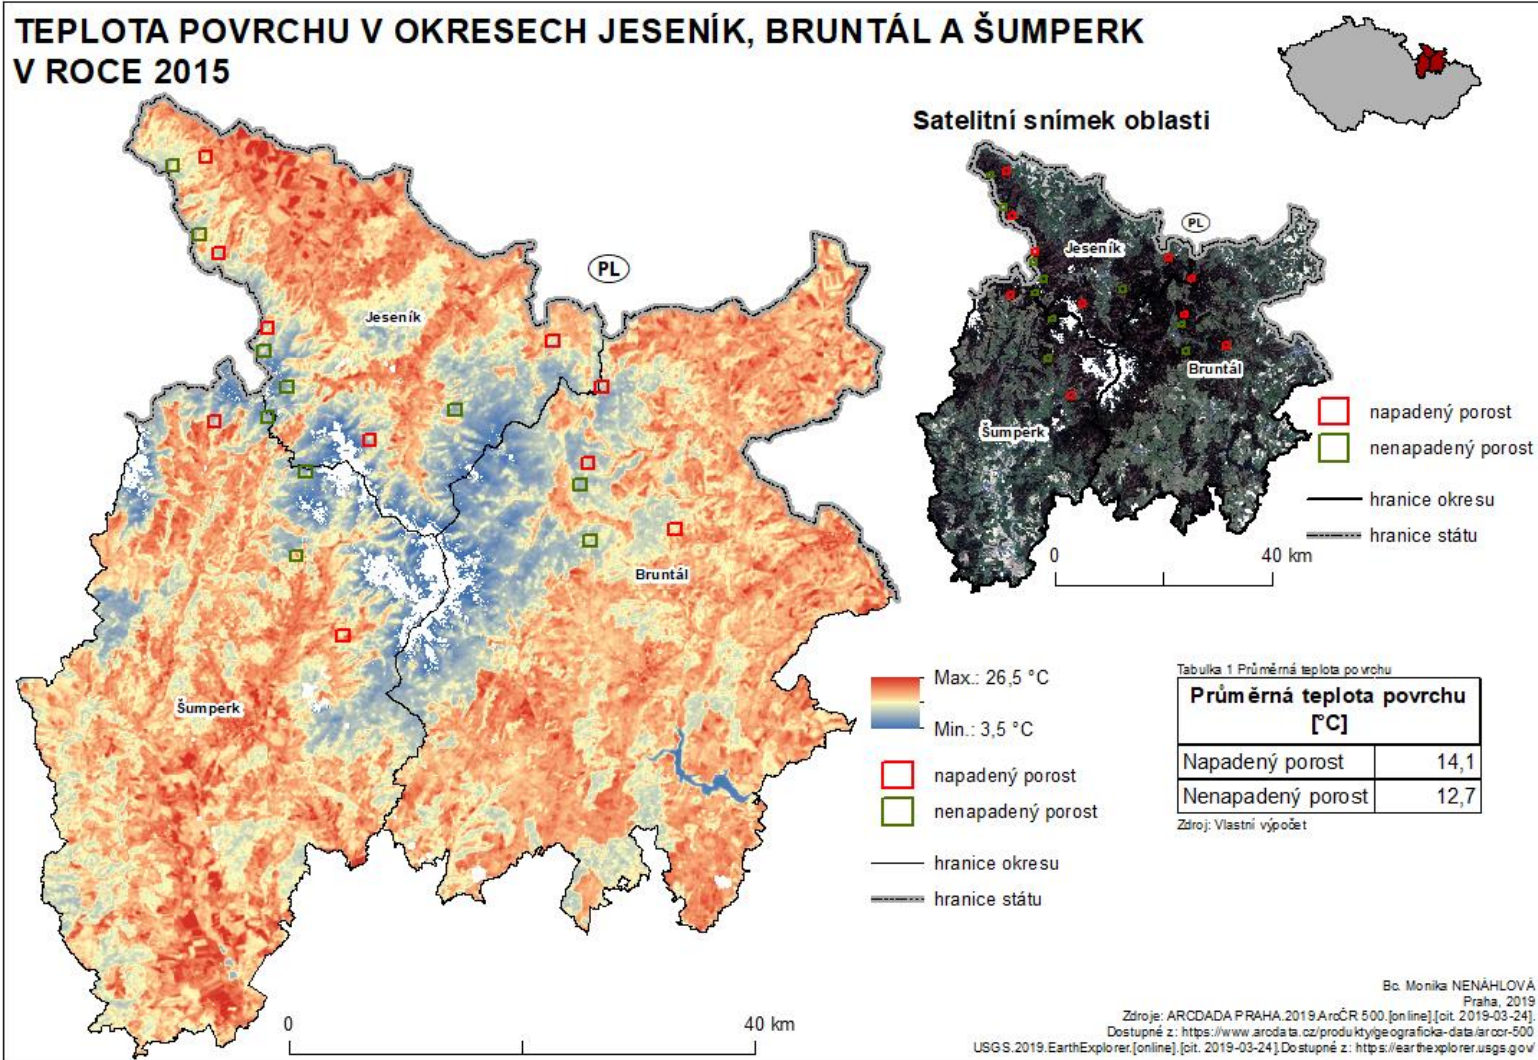 TEPLOTA POVRCHU V OKRESECH JESENÍK, BRUNTÁL A ŠUMPERK
V ROCE 2015
Satelitní snímek oblasti
PL
Jeseník
Bruntál
Šumperk
PL
Jeseník
Bruntál
Šumperk
napadený porost
nenapadený porost
hranice okresu
hranice státu
0 40 km
Max.: 26,5 °C
Min.: 3,5 °C
napadený porost
nenapadený porost
hranice okresu
hranice státu
Tabulka 1 Průměrná teplota povrchu
Průměrná teplota povrchu
[°C]
Napadený porost 14,1
Nenapadený porost 12,7
Zdroj: Vlastní výpočet
0 40 km
Bc. Monika NENÁHLOVÁ
Praha, 2019
Zdroje: ARCDADA PRAHA.2019.ArcČR 500.[online].[cit. 2019-03-24].
Dostupné z: https://www.arcdata.cz/produkty/geograficka-data/arccr-500
USGS.2019.EarthExplorer.[online].[cit. 2019-03-24].Dostupné z: https://earthexplorer.usgs.gov/